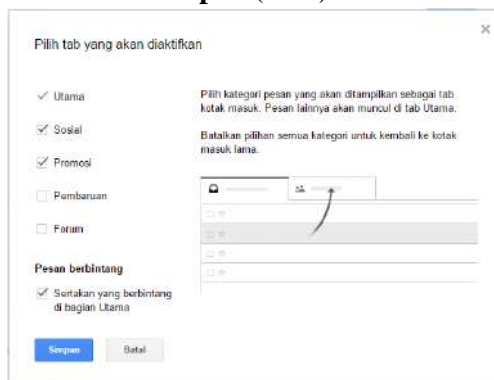 Pilih tab yang akan diaktifkan
Utama
Sosial
Promosi
Pembaruan
Forum
Pesan berbintang
Sertakan yang berbintang
di bagian Utama
Pilih kategori pesan yang akan ditampilkan sebagai tab
kotak masuk. Pesan lainnya akan muncul di tab Utama.
Batalkan pilihan semua kategori untuk kembali ke kotak
masuk lama.
Simpan
Batal